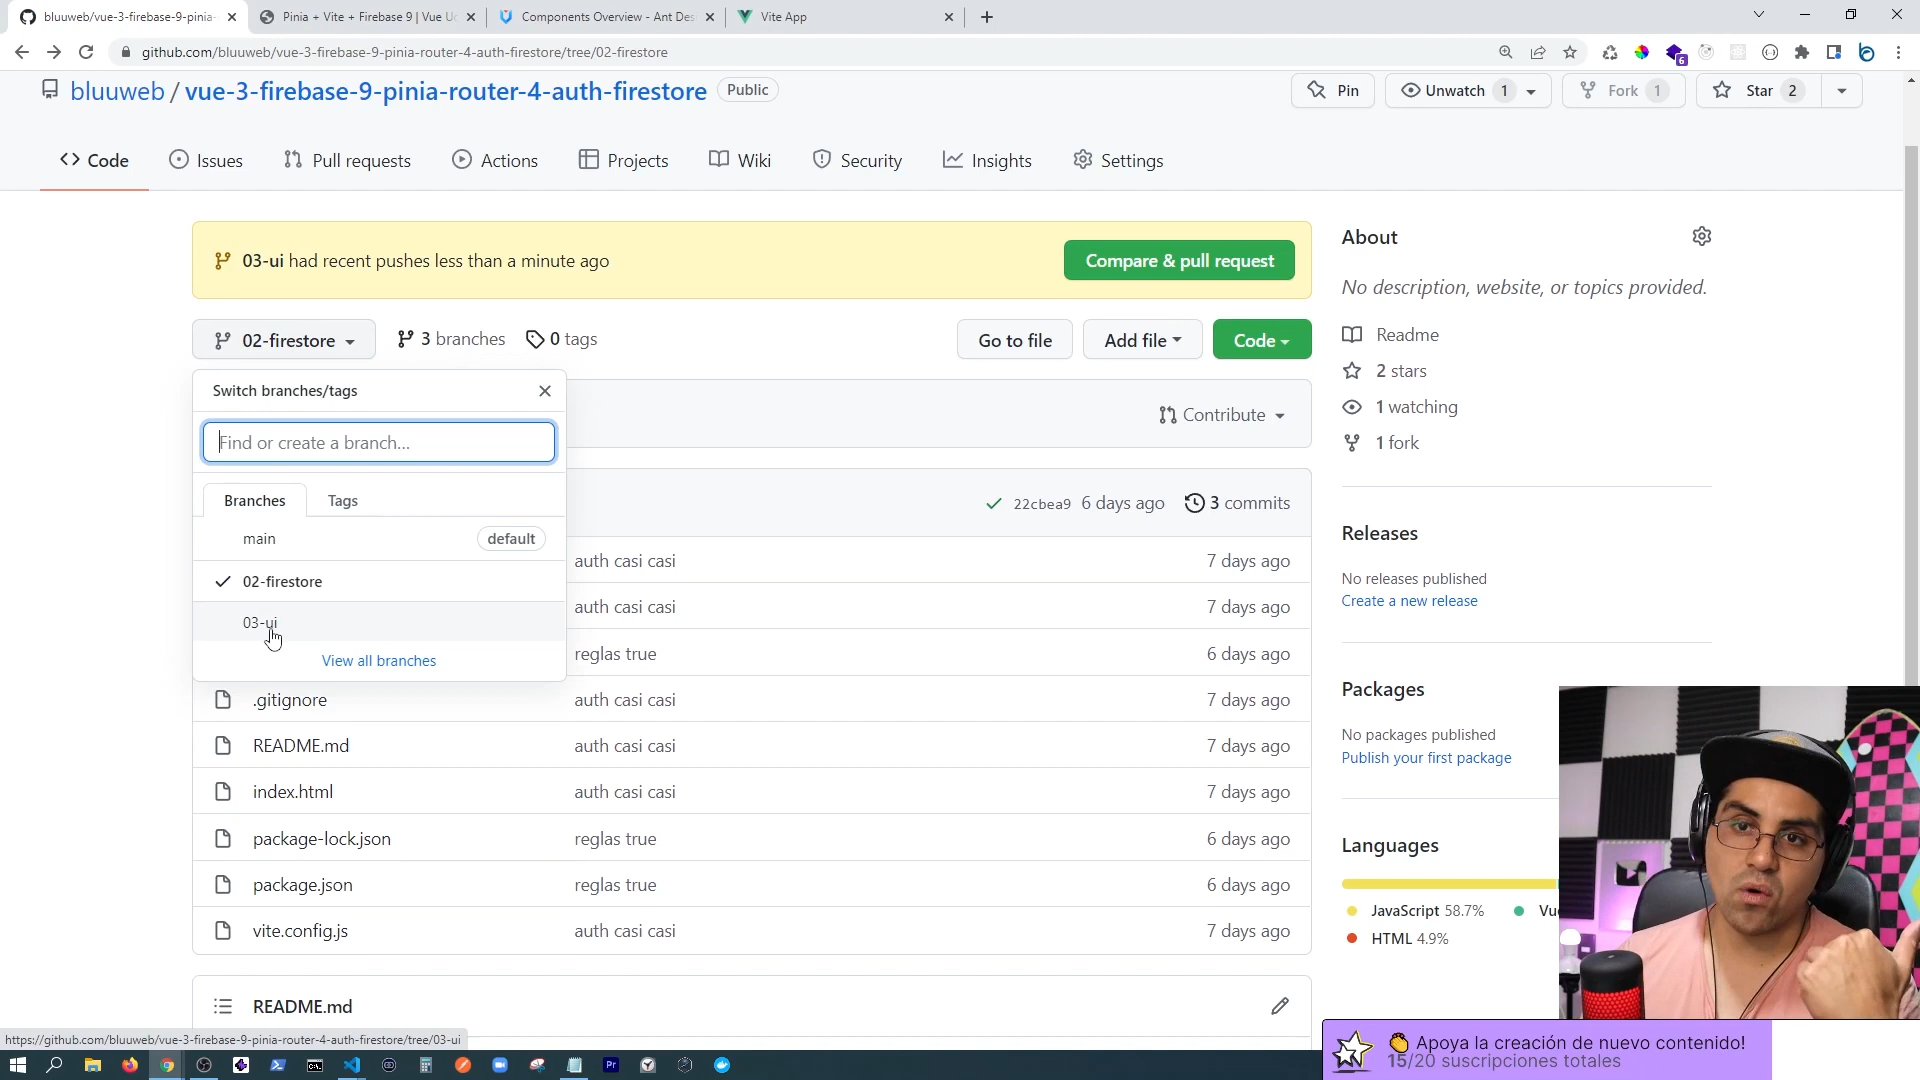 bluuweb/vue-3-firebase-9-pinia-
Pinia + Vite + Firebase 9 | Vue Ud
Components Overview - Ant Des
Vite App
github.com/bluuweb/vue-3-firebase-9-pinia-router-4-auth-firestore/tree/02-firestore
6
bluuweb / vue-3-firebase-9-pinia-router-4-auth-firestore Public
Pin
Unwatch 1
Fork 1
Star 2
Code
Issues
Pull requests
Actions
Projects
Wiki
Security
Insights
Settings
03-ui had recent pushes less than a minute ago
Compare & pull request
02-firestore
3 branches
0 tags
Go to file
Add file
Code
Switch branches/tags
Find or create a branch...
Branches
Tags
main default
02-firestore
03-ui
View all branches
Contribute
22cbea9 6 days ago 3 commits
auth casi casi 7 days ago
auth casi casi 7 days ago
reglas true 6 days ago
.gitignore auth casi casi 7 days ago
README.md auth casi casi 7 days ago
index.html auth casi casi 7 days ago
package-lock.json reglas true 6 days ago
package.json reglas true 6 days ago
vite.config.js auth casi casi 7 days ago
README.md
About
No description, website, or topics provided.
Readme
2 stars
1 watching
1 fork
Releases
No releases published
Create a new release
Packages
No packages published
Publish your first package
Languages
JavaScript 58.7%
HTML 4.9%
https://github.com/bluuweb/vue-3-firebase-9-pinia-router-4-auth-firestore/tree/03-ui
Pr
Apoya la creación de nuevo contenido!
15/20 suscripciones totales